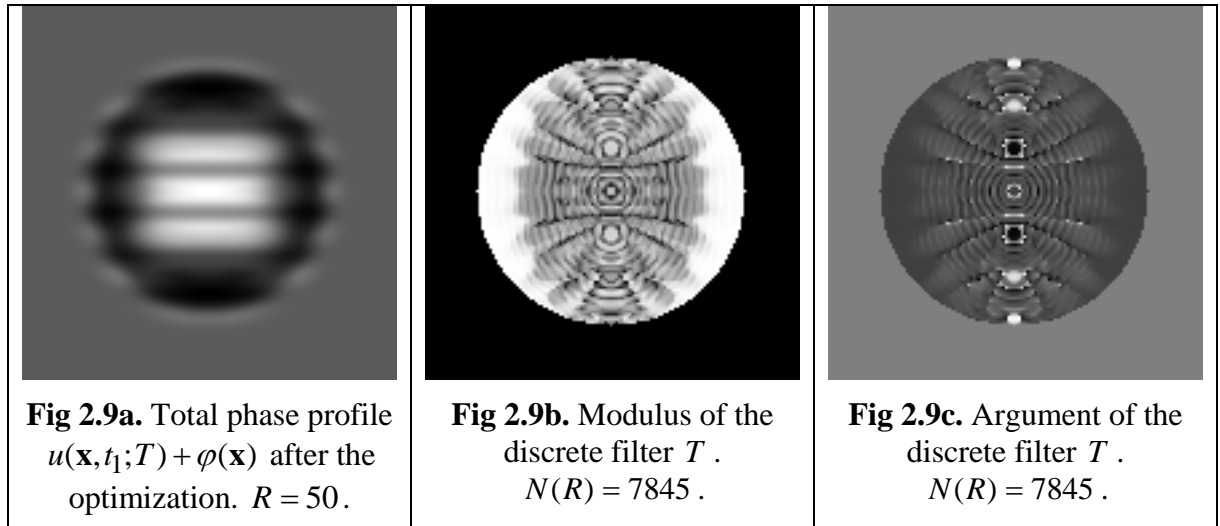 Fig 2.9a. Total phase profile
u(x,t₁;T)+φ(x) after the
optimization. R = 50.
Fig 2.9b. Modulus of the
discrete filter T .
N(R) = 7845 .
Fig 2.9c. Argument of the
discrete filter T .
N(R) = 7845 .